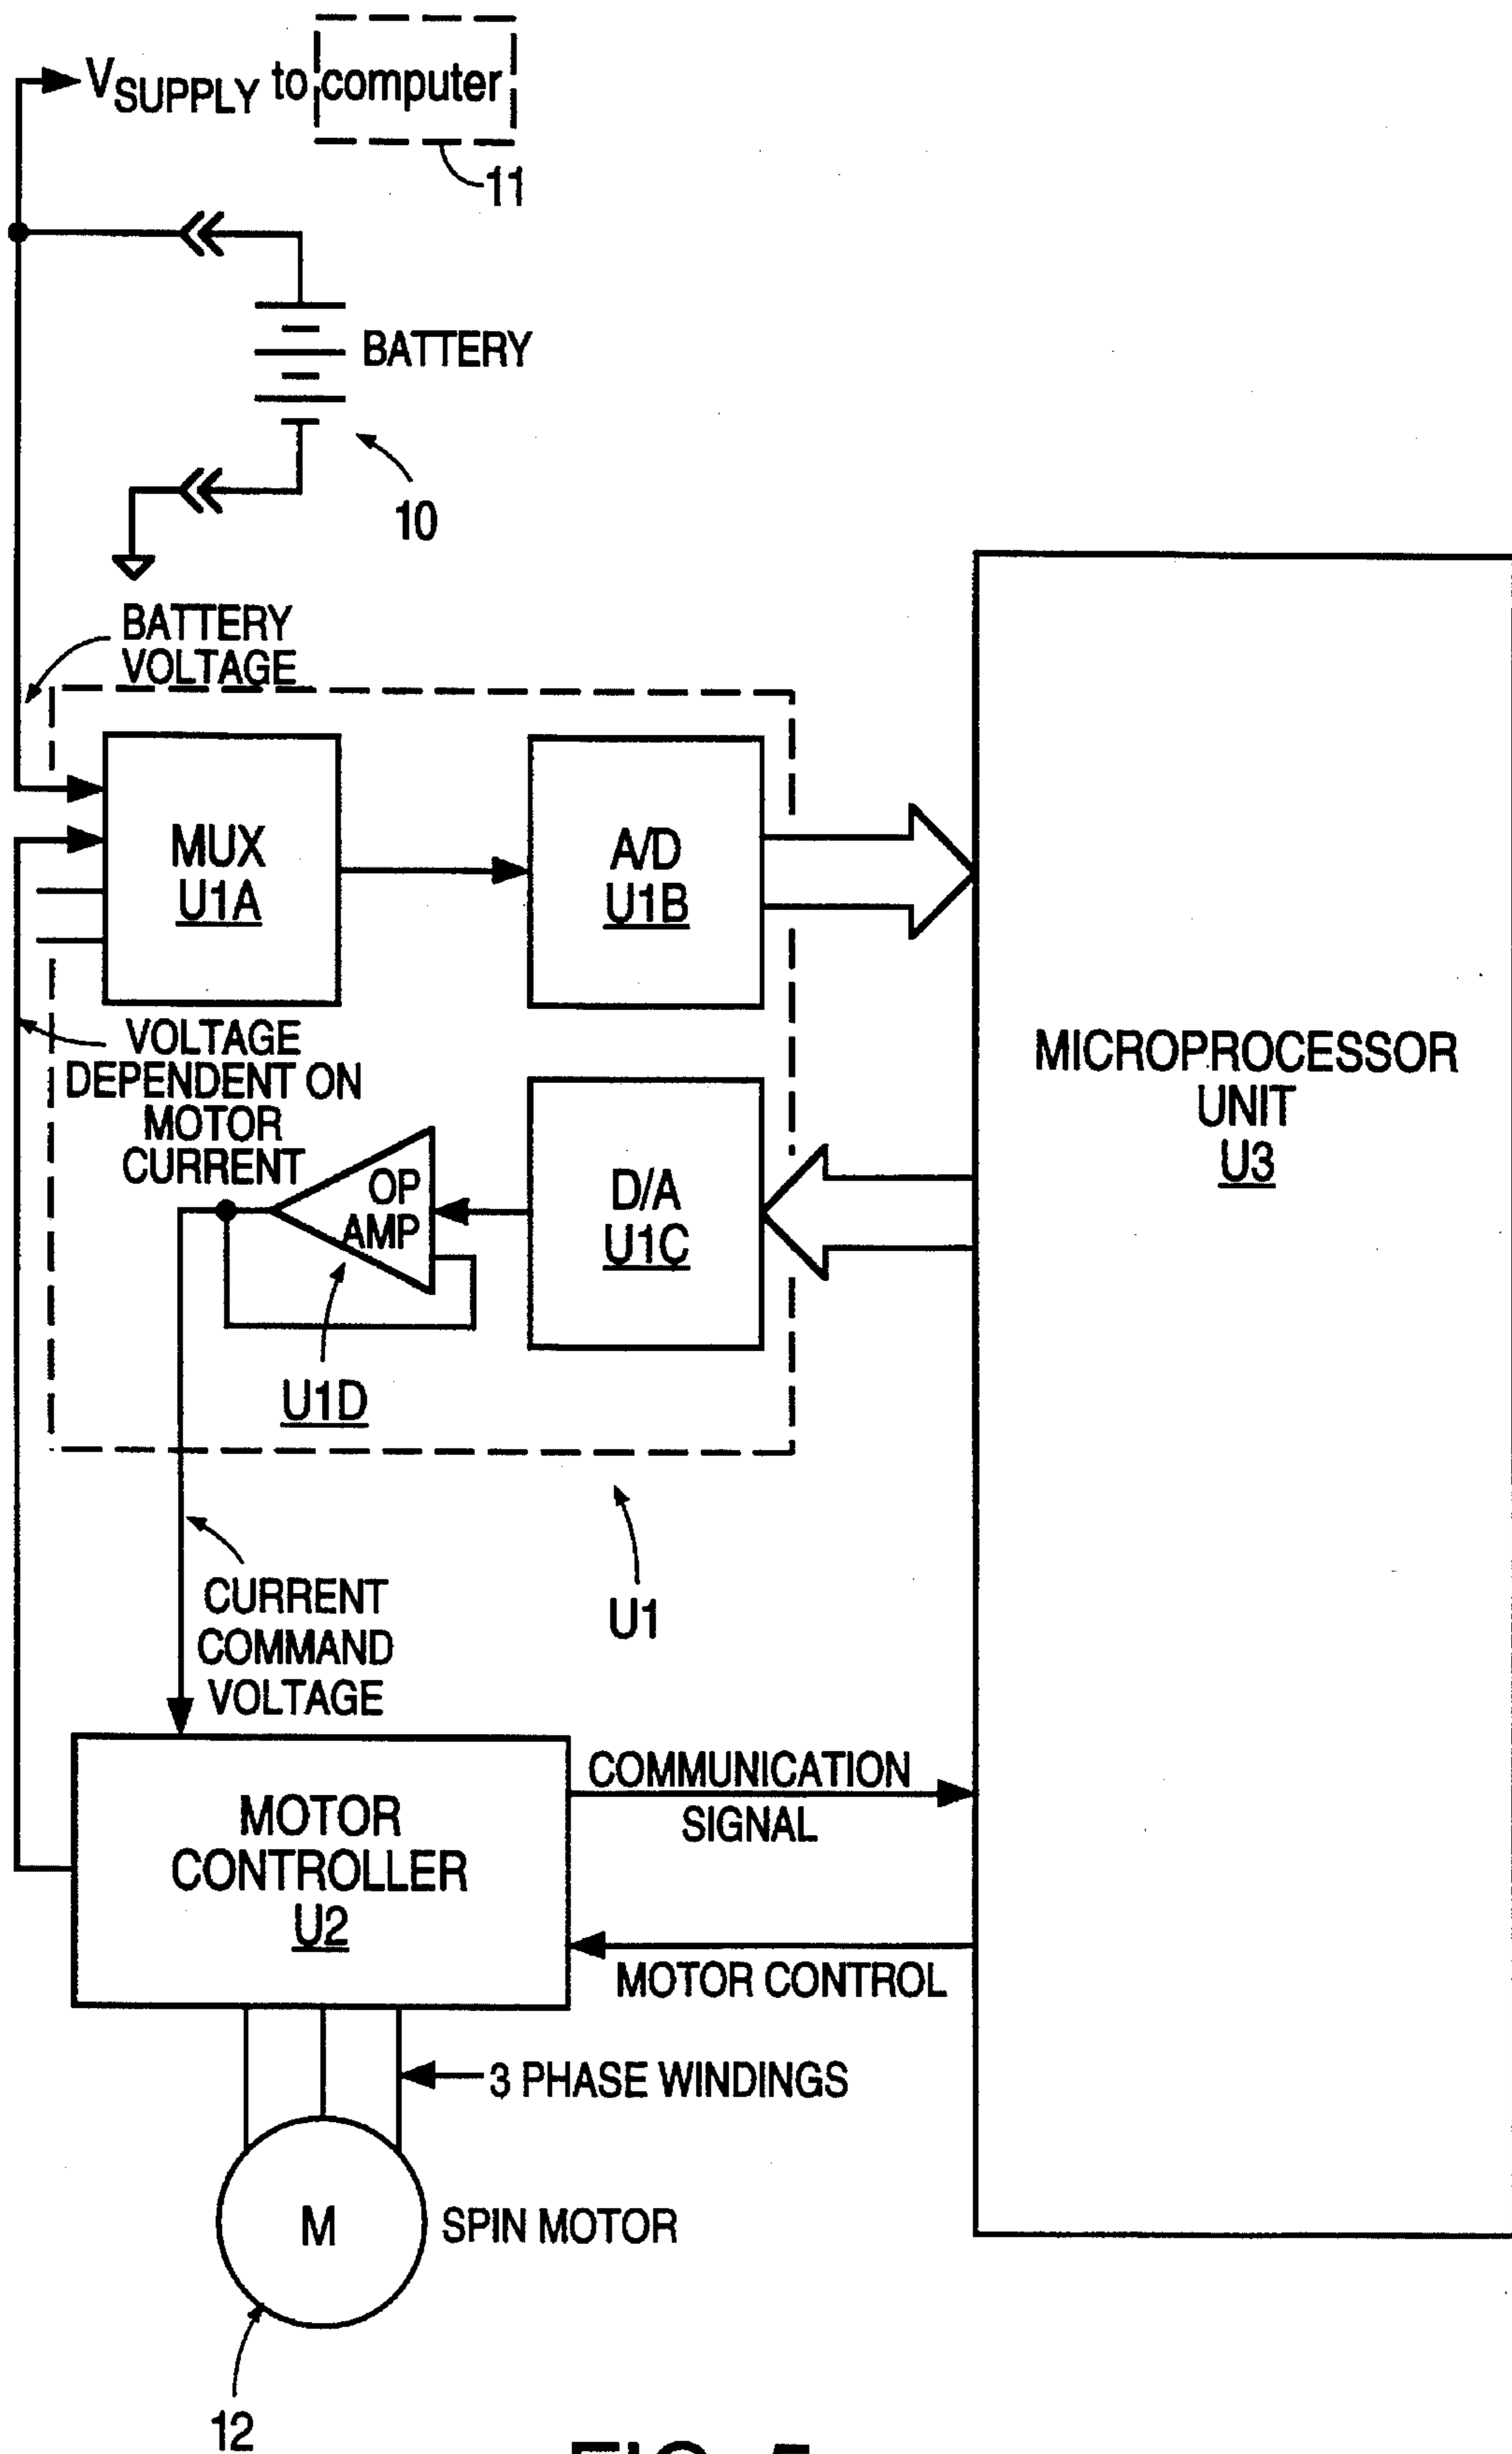 VSUPPLY to computer
11
BATTERY
10
BATTERY
VOLTAGE
MUX
U1A
A/D
U1B
VOLTAGE
DEPENDENT ON
MOTOR
CURRENT
OP
AMP
D/A
U1C
MICROPROCESSOR
UNIT
U3
U1D
U1
CURRENT
COMMAND
VOLTAGE
MOTOR
CONTROLLER
U2
COMMUNICATION
SIGNAL
MOTOR CONTROL
3 PHASE WINDINGS
M
SPIN MOTOR
12